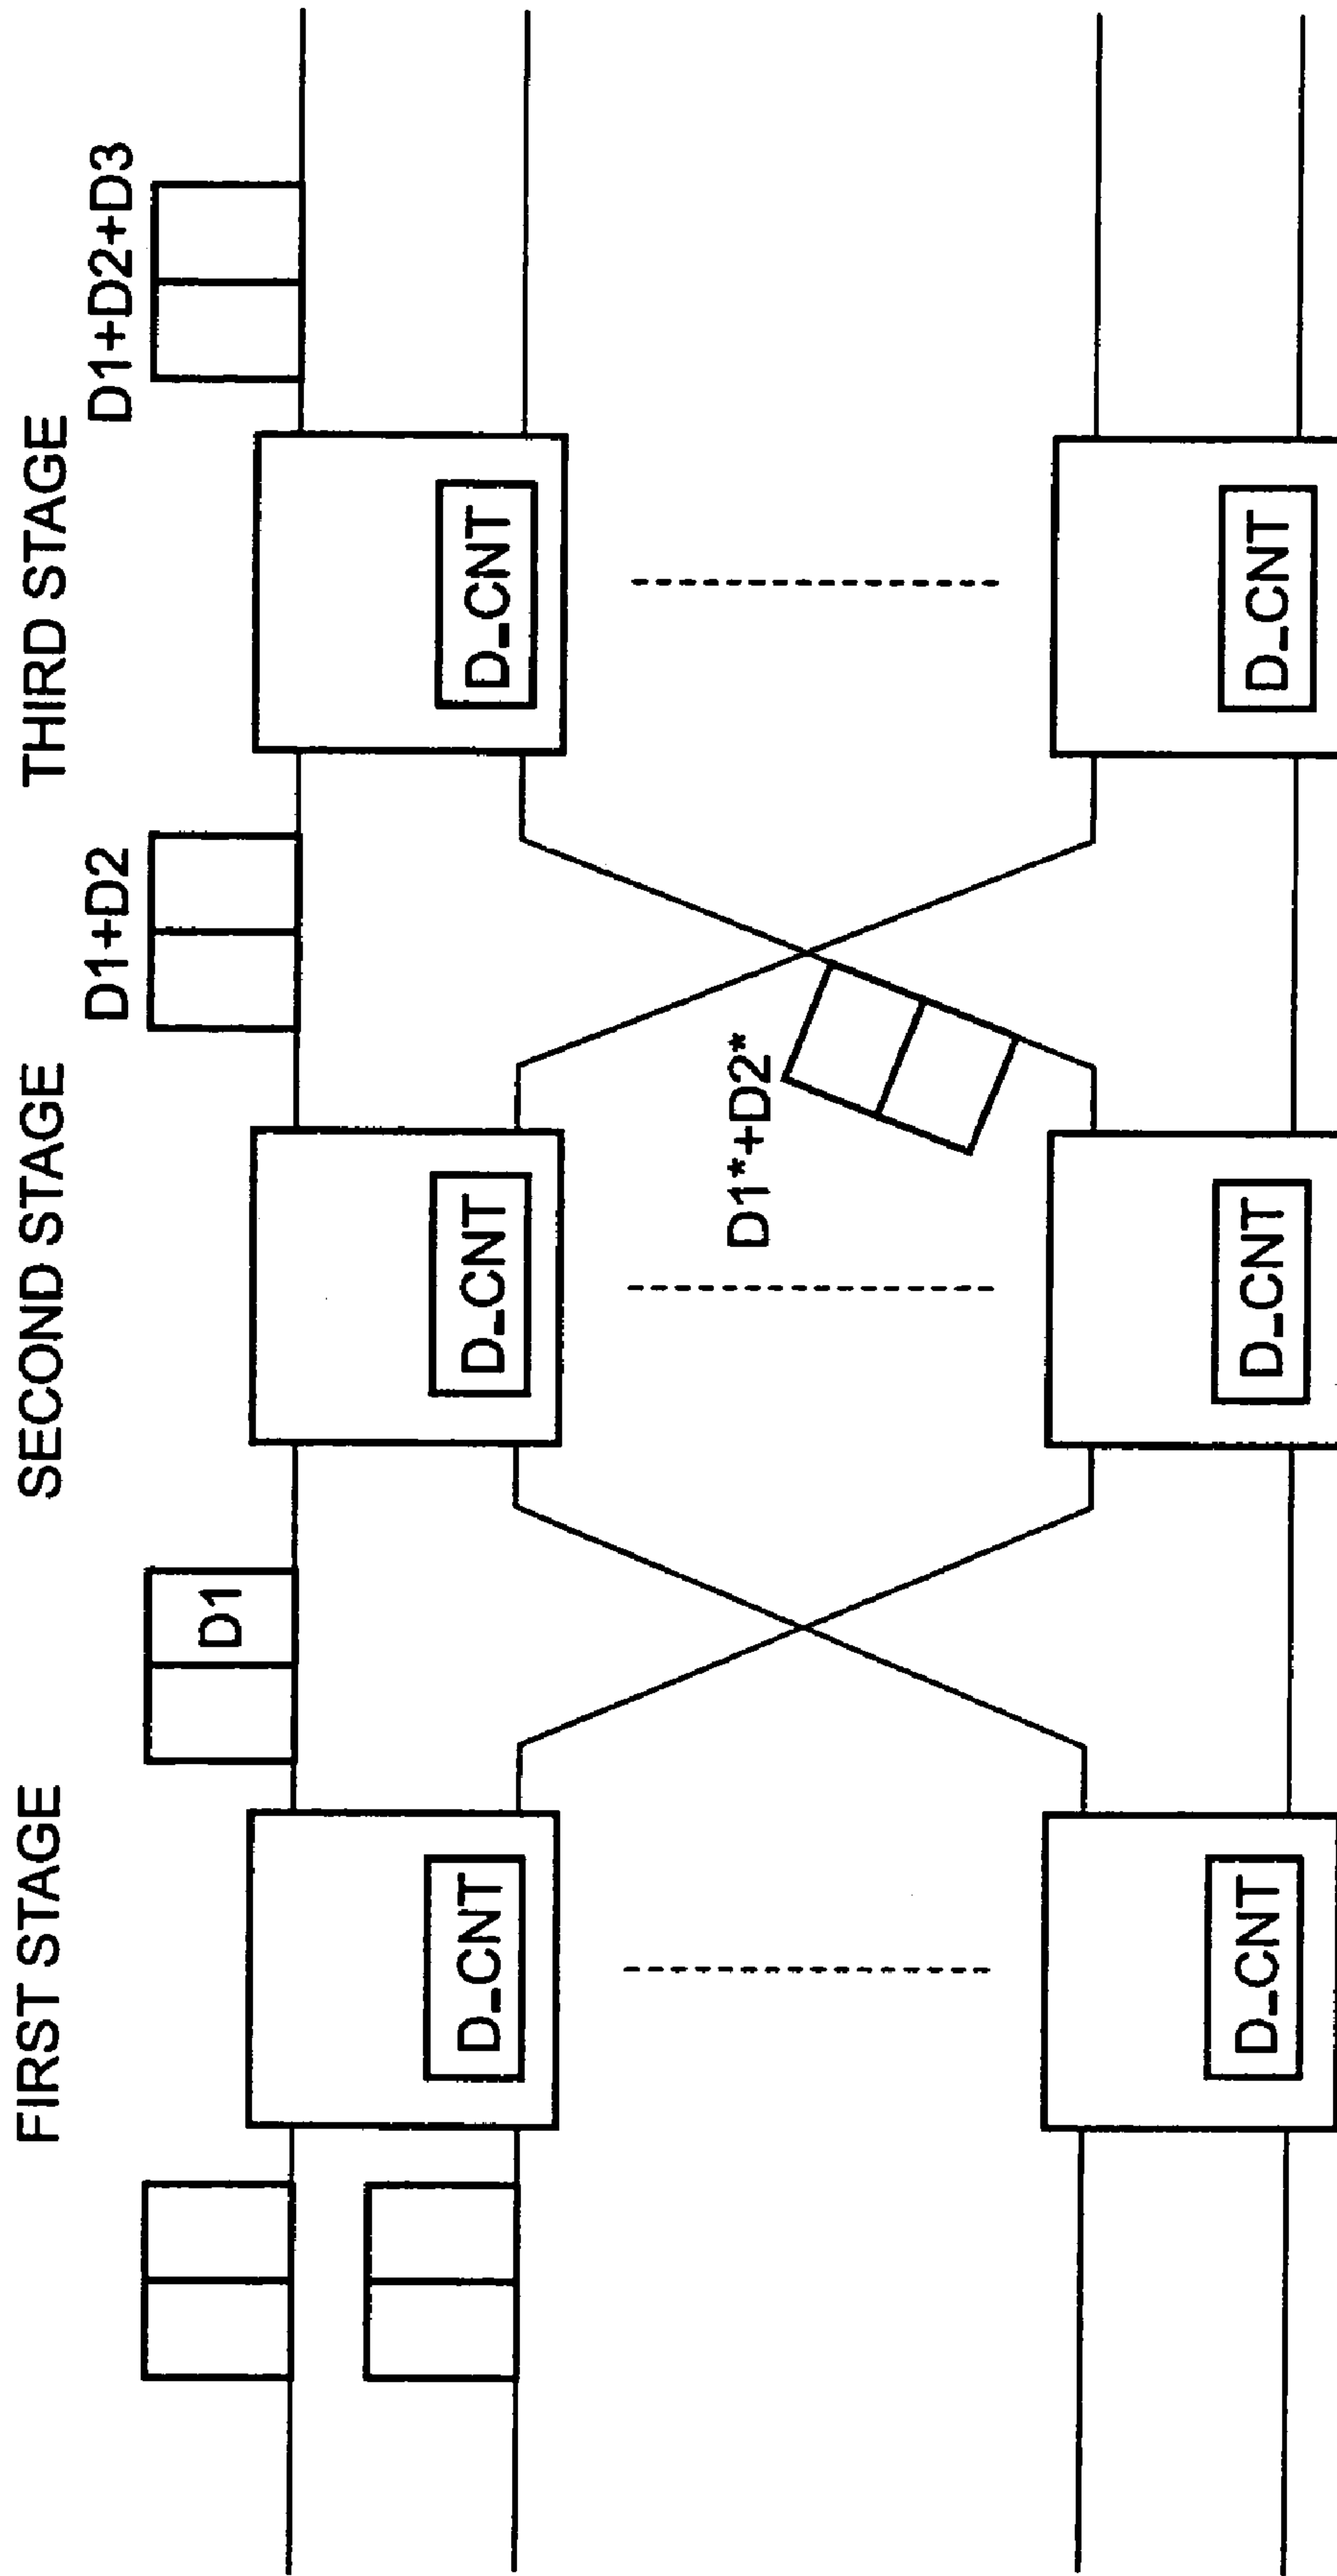 FIRST STAGE
SECOND STAGE
THIRD STAGE
D1
D1+D2
D1+D2+D3
D_CNT
D_CNT
D_CNT
D1*+D2*
D_CNT
D_CNT
D_CNT